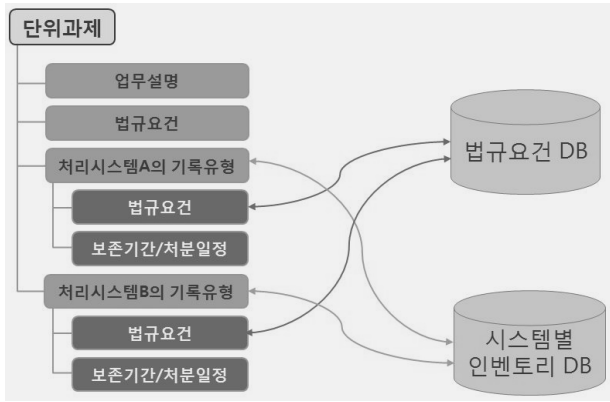 단위과제
업무설명
법규요건
처리시스템A의 기록유형
법규요건
보존기간/처분일정
처리시스템B의 기록유형
법규요건
보존기간/처분일정
법규요건 DB
시스템별
인벤토리 DB